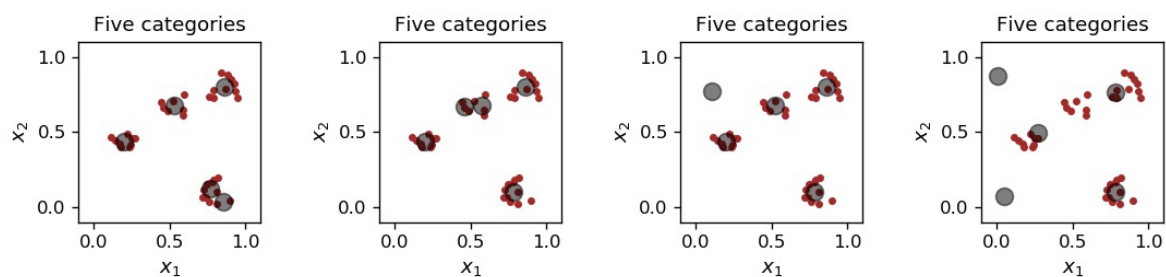 Five categories Five categories Five categories Five categories
1.0 1.0 1.0 1.0
x₂ 0.5 x₂ 0.5 x₂ 0.5 x₂ 0.5
0.0 0.0 0.0 0.0
0.0 0.5 1.0 0.0 0.5 1.0 0.0 0.5 1.0 0.0 0.5 1.0
x₁ x₁ x₁ x₁